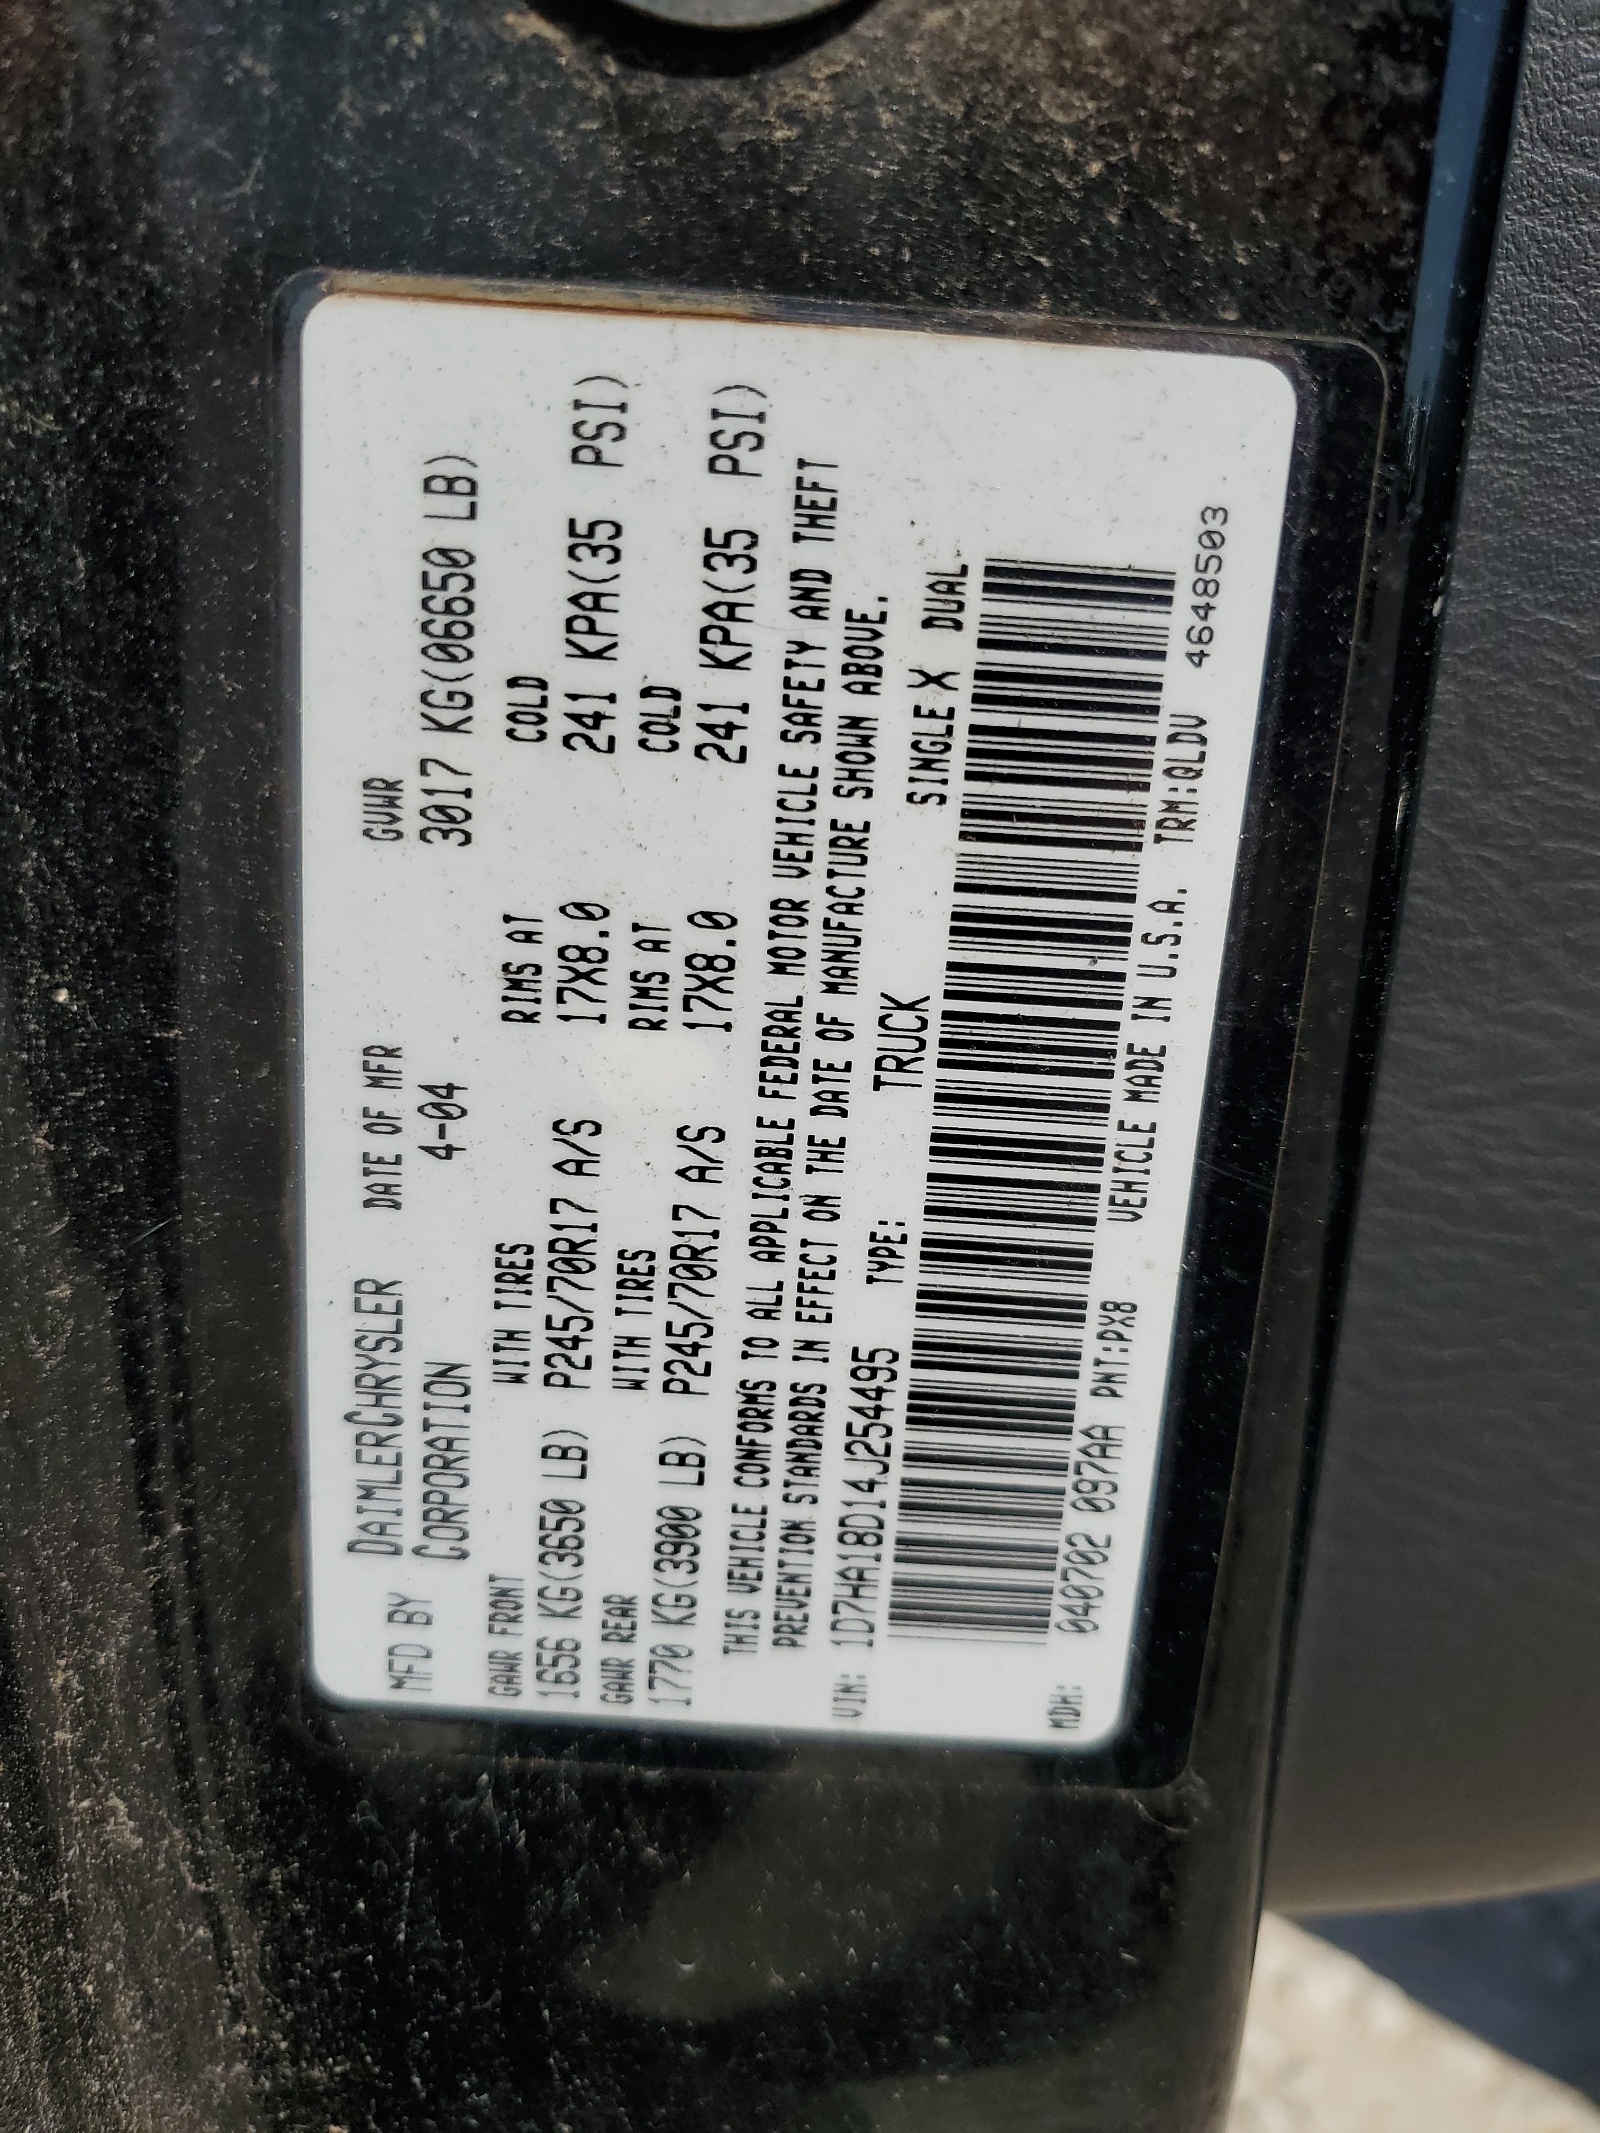 MFD BY DAIMLERCHRYSLER DATE OF MFR GVWR
CORPORATION 4-04 3017 KG(06650 LB)
GAWR FRONT WITH TIRES RIMS AT COLD
1656 KG(3650 LB) P245/70R17 A/S 17X8.0 241 KPA(35 PSI)
GAWR REAR WITH TIRES RIMS AT COLD
1770 KG(3900 LB) P245/70R17 A/S 17X8.0 241 KPA(35 PSI)
THIS VEHICLE CONFORMS TO ALL APPLICABLE FEDERAL MOTOR VEHICLE SAFETY AND THEFT
PREVENTION STANDARDS IN EFFECT ON THE DATE OF MANUFACTURE SHOWN ABOVE.
VIN: 1D7HA18D14J254495 TYPE: TRUCK SINGLE X DUAL
MDH: 040702 097AA PNT:PX8 VEHICLE MADE IN U.S.A. TRM:QLDV 4648503